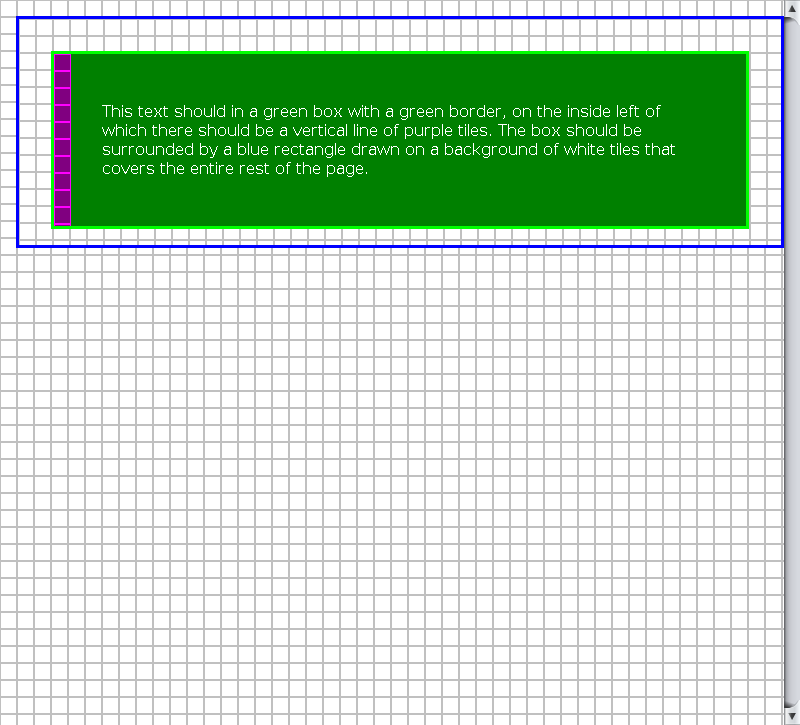 This text should in a green box with a green border, on the inside left of
which there should be a vertical line of purple tiles. The box should be
surrounded by a blue rectangle drawn on a background of white tiles that
covers the entire rest of the page.